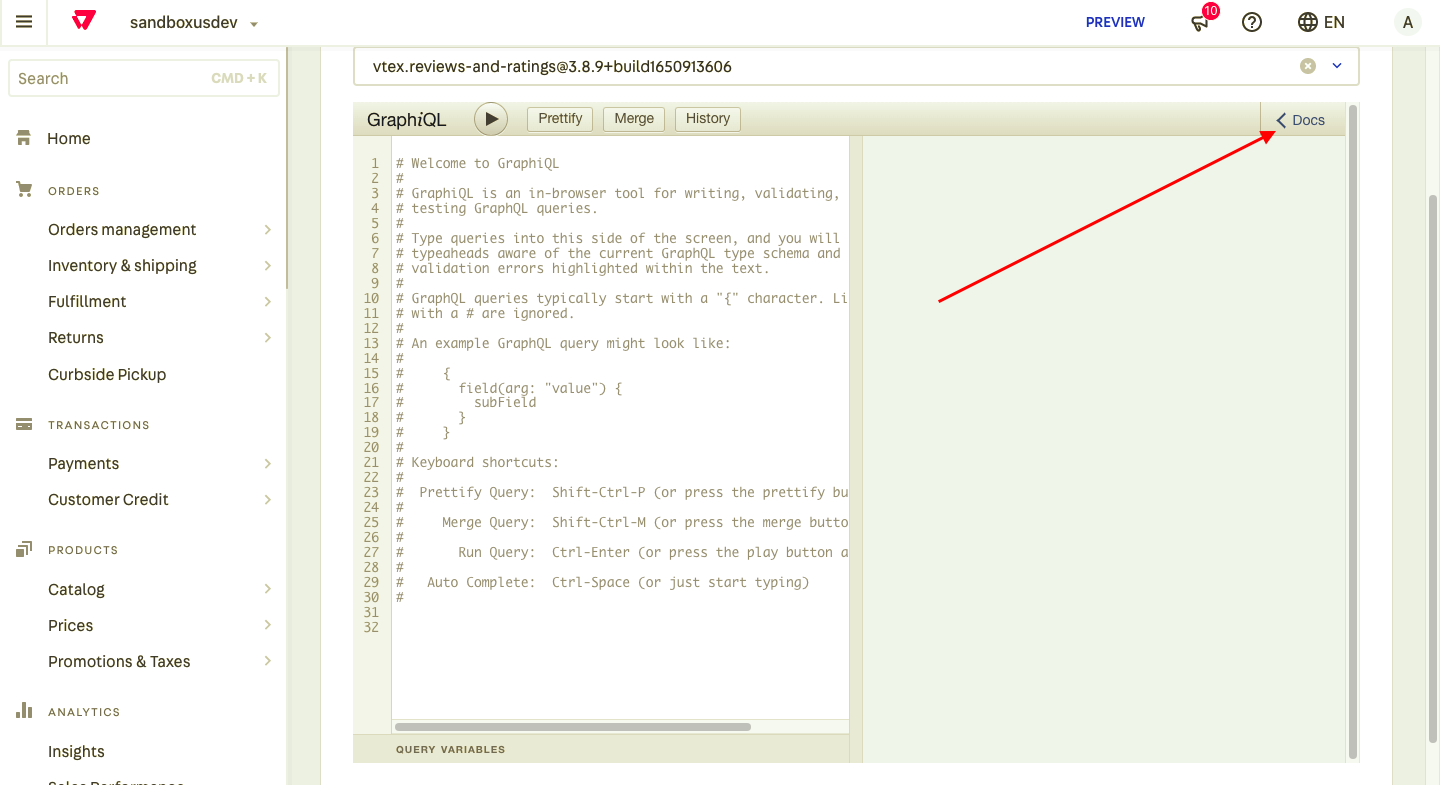 sandboxusdev
PREVIEW
10
EN
A
Search
CMD + K
vtex.reviews-and-ratings@3.8.9+build1650913606
GraphiQL
Prettify
Merge
History
Docs
Home
ORDERS
Orders management
Inventory & shipping
Fulfillment
Returns
Curbside Pickup
TRANSACTIONS
Payments
Customer Credit
PRODUCTS
Catalog
Prices
Promotions & Taxes
ANALYTICS
Insights
Sales Performance
1 # Welcome to GraphiQL
2 #
3 # GraphiQL is an in-browser tool for writing, validating,
4 # testing GraphQL queries.
5 #
6 # Type queries into this side of the screen, and you will
7 # typeaheads aware of the current GraphQL type schema and
8 # validation errors highlighted within the text.
9 #
10 # GraphQL queries typically start with a "{" character. Li
11 # with a # are ignored.
12 #
13 # An example GraphQL query might look like:
14 #
15 #     {
16 #       field(arg: "value") {
17 #         subField
18 #       }
19 #     }
20 #
21 # Keyboard shortcuts:
22 #
23 #  Prettify Query:  Shift-Ctrl-P (or press the prettify bu
24 #
25 #     Merge Query:  Shift-Ctrl-M (or press the merge butto
26 #
27 #       Run Query:  Ctrl-Enter (or press the play button a
28 #
29 #   Auto Complete:  Ctrl-Space (or just start typing)
30 #
31
32
QUERY VARIABLES